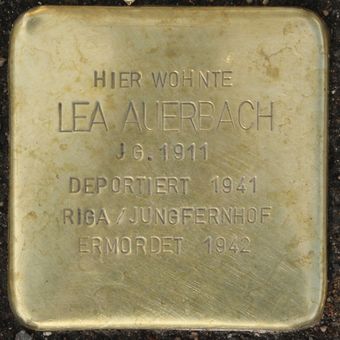 HIER WOHNTE
LEA AUERBACH
JG. 1911
DEPORTIERT 1941
RIGA/JUNGFERNHOF
ERMORDET 1942